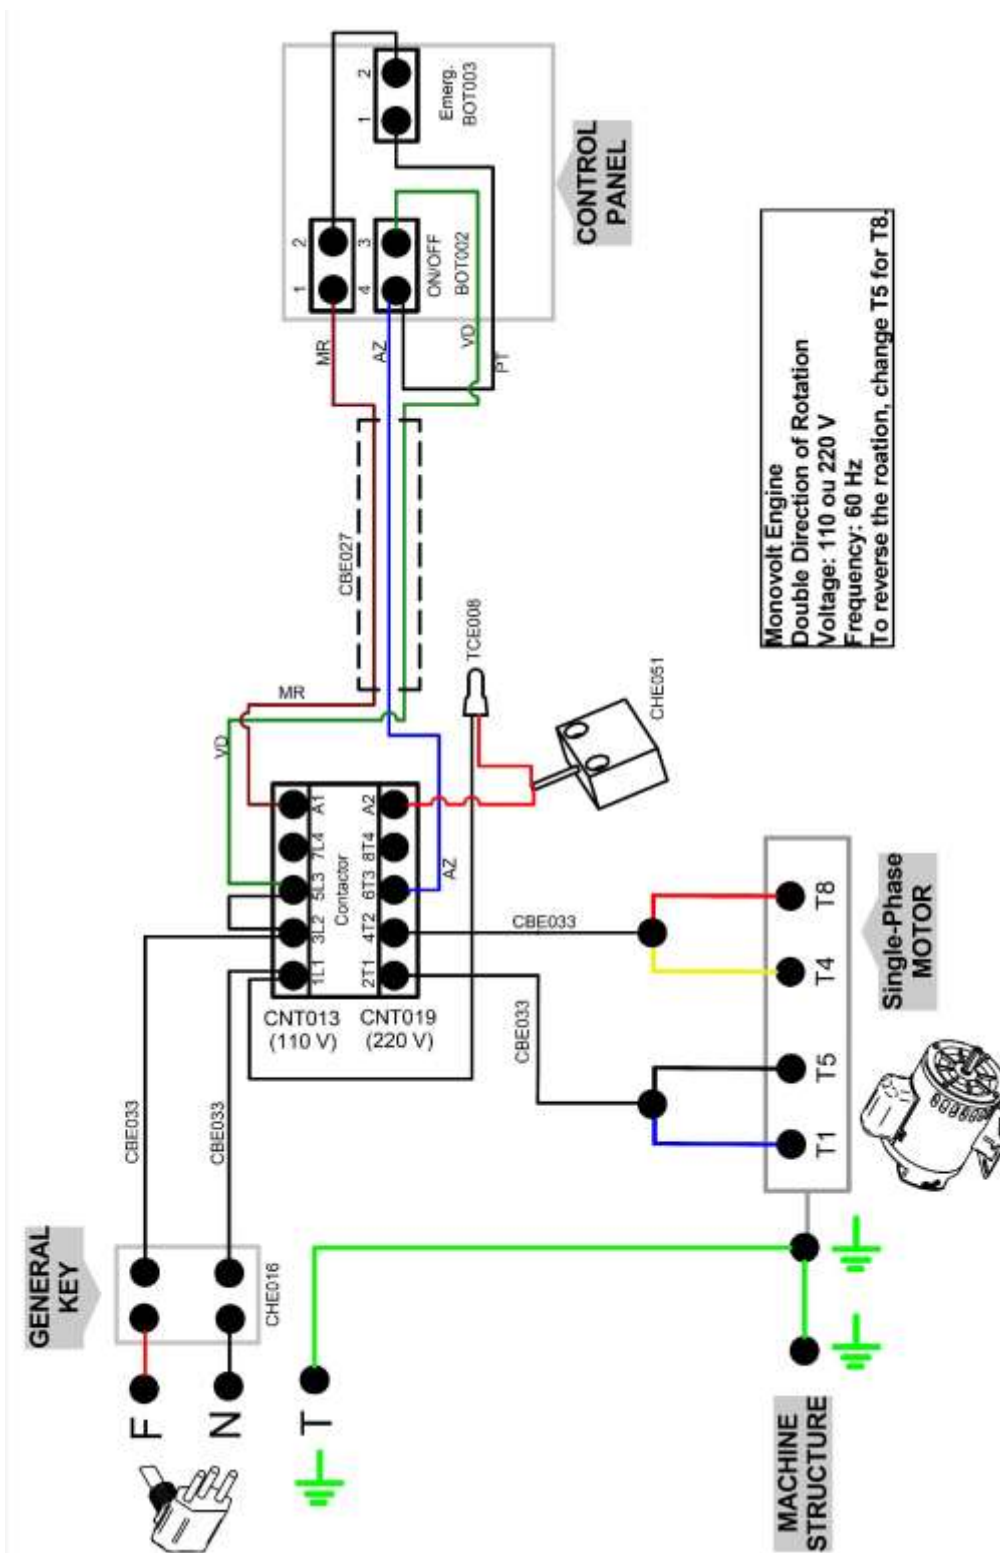 GENERAL
KEY
F
N
T
CHE016
CBE033
CBE033
CNT013
(110 V)
CNT019
(220 V)
1L1
3L2
5L3
7L4
A1
Contactor
2T1
4T2
6T3
8T4
A2
VD
MR
AZ
CBE027
TCE008
CHE051
CBE033
CBE033
MR
AZ
VD
PT
1
2
4
3
ON/OFF
BOT002
1
2
Emerg.
BOT003
CONTROL
PANEL
T1
T5
T4
T8
Single-Phase
MOTOR
MACHINE
STRUCTURE
Monovolt Engine
Double Direction of Rotation
Voltage: 110 ou 220 V
Frequency: 60 Hz
To reverse the roation, change T5 for T8.